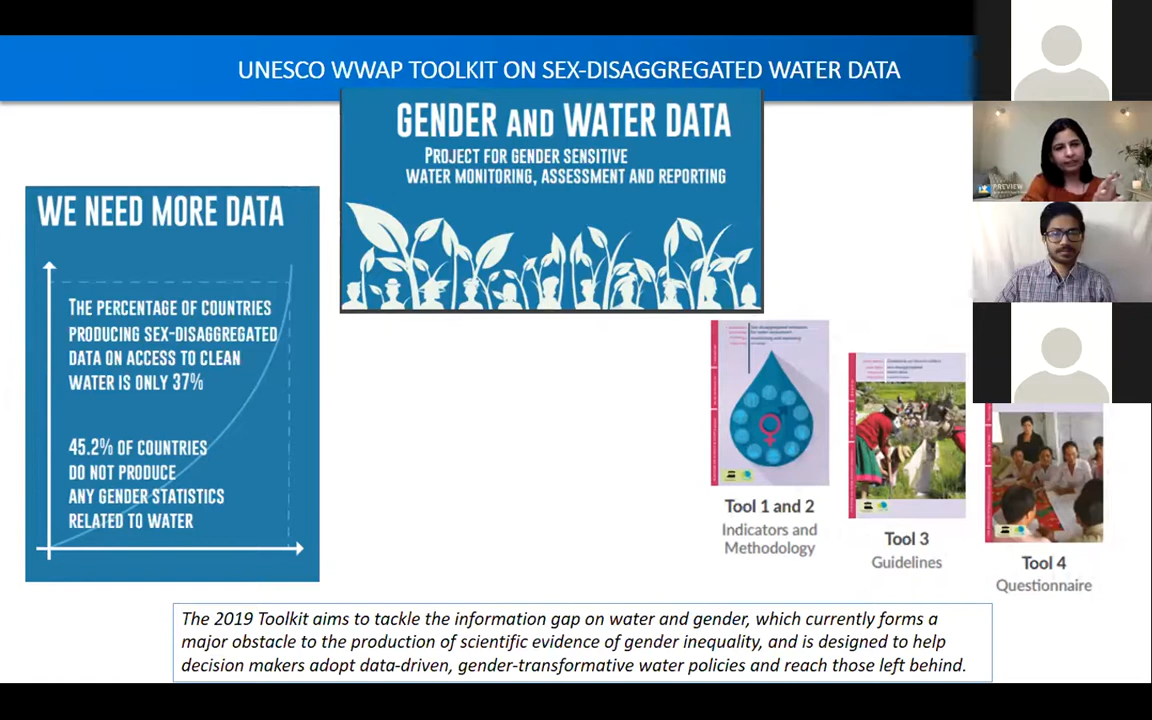 UNESCO WWAP TOOLKIT ON SEX-DISAGGREGATED WATER DATA
GENDER AND WATER DATA
PROJECT FOR GENDER SENSITIVE
WATER MONITORING, ASSESSMENT AND REPORTING
WE NEED MORE DATA
THE PERCENTAGE OF COUNTRIES
PRODUCING SEX-DISAGGREGATED
DATA ON ACCESS TO CLEAN
WATER IS ONLY 37%
45.2% OF COUNTRIES
DO NOT PRODUCE
ANY GENDER STATISTICS
RELATED TO WATER
Tool 1 and 2
Indicators and
Methodology
Tool 3
Guidelines
Tool 4
Questionnaire
The 2019 Toolkit aims to tackle the information gap on water and gender, which currently forms a
major obstacle to the production of scientific evidence of gender inequality, and is designed to help
decision makers adopt data-driven, gender-transformative water policies and reach those left behind.
PREVIEW